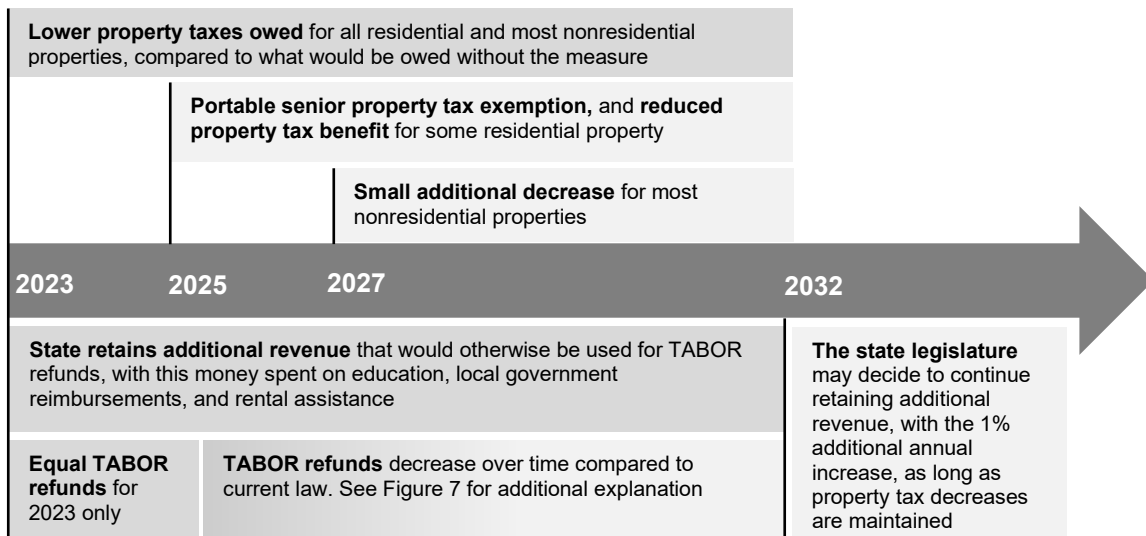 Lower property taxes owed for all residential and most nonresidential
properties, compared to what would be owed without the measure
Portable senior property tax exemption, and reduced
property tax benefit for some residential property
Small additional decrease for most
nonresidential properties
2023
2025
2027
2032
State retains additional revenue that would otherwise be used for TABOR
refunds, with this money spent on education, local government
reimbursements, and rental assistance
Equal TABOR
refunds for
2023 only
TABOR refunds decrease over time compared to
current law. See Figure 7 for additional explanation
The state legislature
may decide to continue
retaining additional
revenue, with the 1%
additional annual
increase, as long as
property tax decreases
are maintained